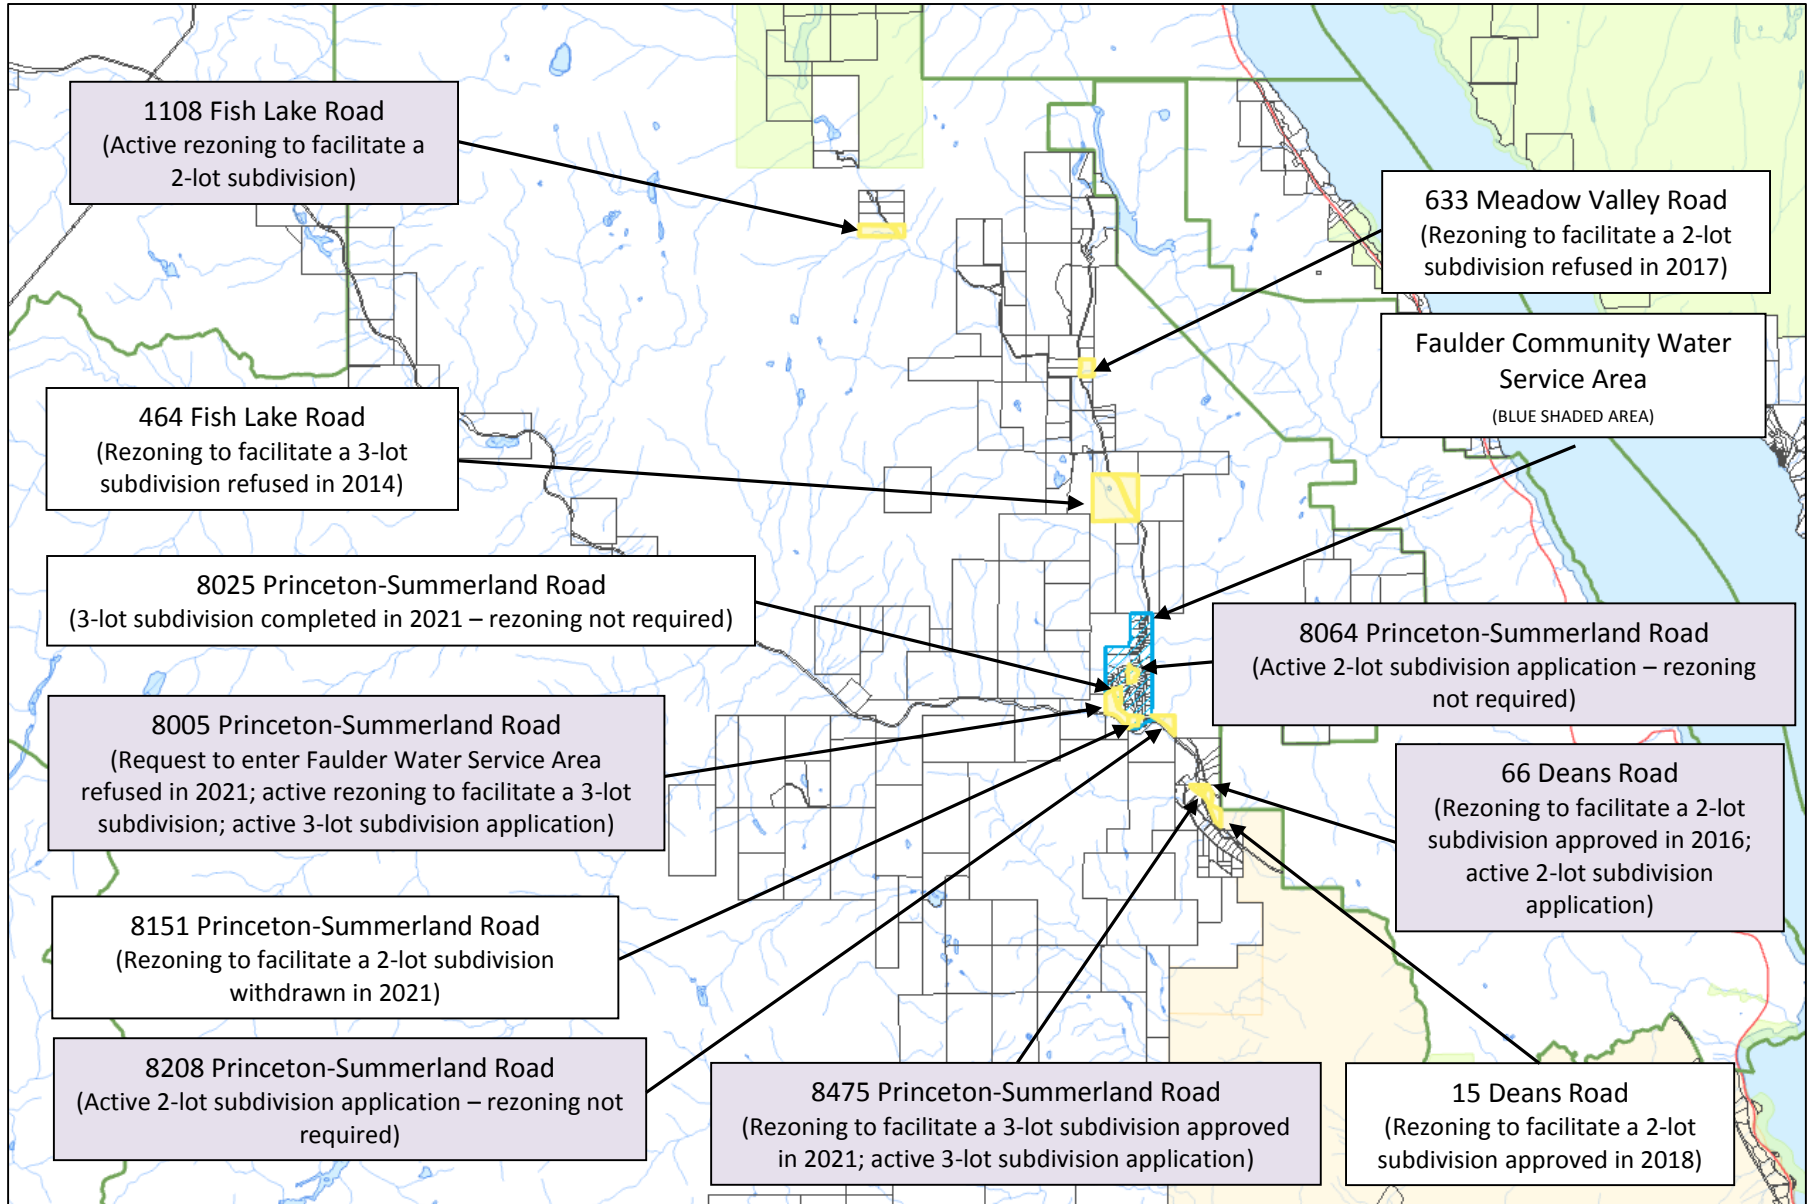 1108 Fish Lake Road
(Active rezoning to facilitate a
2-lot subdivision)
633 Meadow Valley Road
(Rezoning to facilitate a 2-lot
subdivision refused in 2017)
Faulder Community Water
Service Area
(BLUE SHADED AREA)
464 Fish Lake Road
(Rezoning to facilitate a 3-lot
subdivision refused in 2014)
8025 Princeton-Summerland Road
(3-lot subdivision completed in 2021 – rezoning not required)
8064 Princeton-Summerland Road
(Active 2-lot subdivision application – rezoning
not required)
8005 Princeton-Summerland Road
(Request to enter Faulder Water Service Area
refused in 2021; active rezoning to facilitate a 3-lot
subdivision; active 3-lot subdivision application)
66 Deans Road
(Rezoning to facilitate a 2-lot
subdivision approved in 2016;
active 2-lot subdivision
application)
8151 Princeton-Summerland Road
(Rezoning to facilitate a 2-lot subdivision
withdrawn in 2021)
8208 Princeton-Summerland Road
(Active 2-lot subdivision application – rezoning not
required)
8475 Princeton-Summerland Road
(Rezoning to facilitate a 3-lot subdivision approved
in 2021; active 3-lot subdivision application)
15 Deans Road
(Rezoning to facilitate a 2-lot
subdivision approved in 2018)